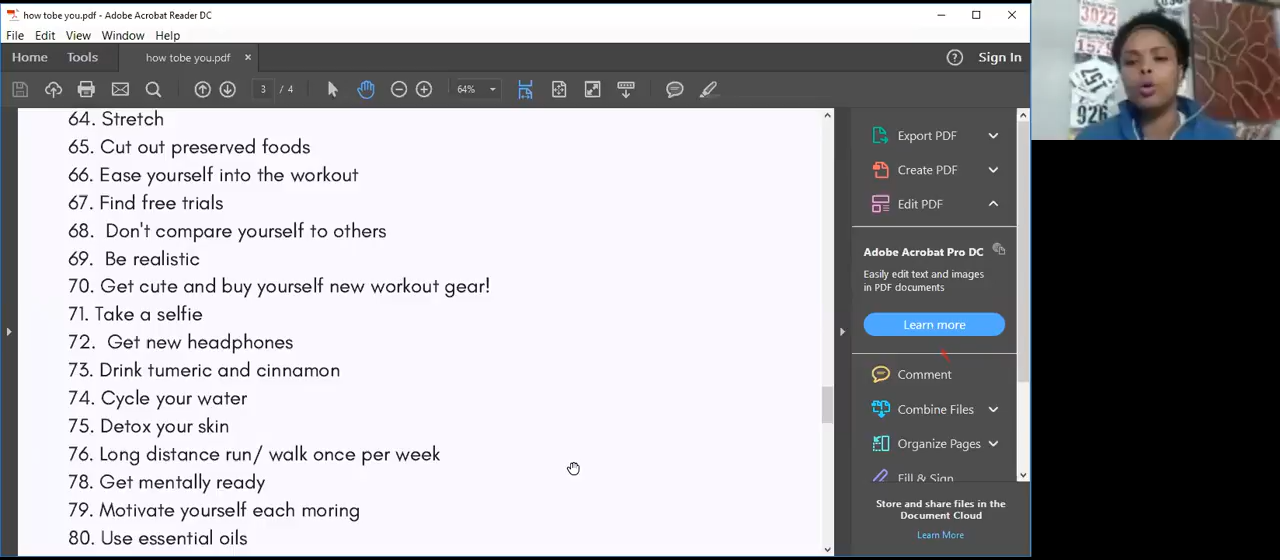 how tobe you.pdf - Adobe Acrobat Reader DC
File Edit View Window Help
Home Tools how tobe you.pdf × Sign In
3 / 4 64%
64. Stretch
65. Cut out preserved foods
66. Ease yourself into the workout
67. Find free trials
68. Don't compare yourself to others
69. Be realistic
70. Get cute and buy yourself new workout gear!
71. Take a selfie
72. Get new headphones
73. Drink tumeric and cinnamon
74. Cycle your water
75. Detox your skin
76. Long distance run/ walk once per week
78. Get mentally ready
79. Motivate yourself each moring
80. Use essential oils
Export PDF
Create PDF
Edit PDF
Adobe Acrobat Pro DC
Easily edit text and images
in PDF documents
Learn more
Comment
Combine Files
Organize Pages
Fill & Sign
Store and share files in the
Document Cloud
Learn More
3022
1579
926